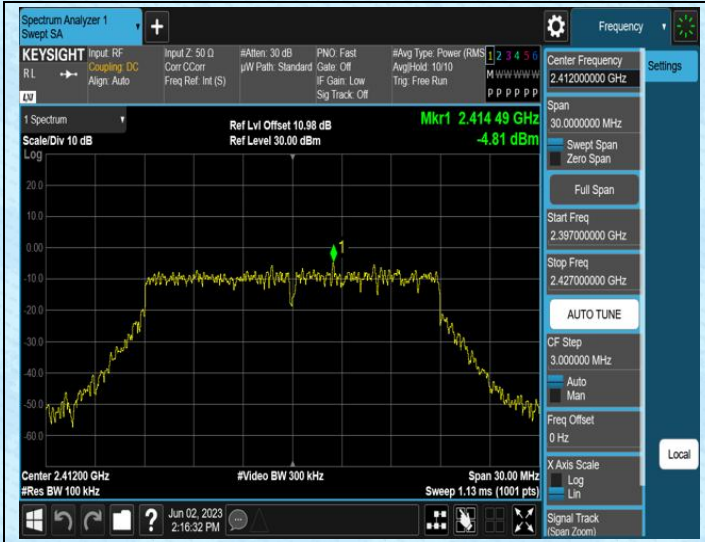 Spectrum Analyzer 1
Swept SA
+
Frequency
KEYSIGHT
RL
LXI
Input: RF
Coupling: DC
Align: Auto
Input Z: 50 Ω
Corr CCorr
Freq Ref: Int (S)
#Atten: 30 dB
µW Path: Standard
PNO: Fast
Gate: Off
IF Gain: Low
Sig Track: Off
#Avg Type: Power (RMS
Avg|Hold: 10/10
Trig: Free Run
1 2 3 4 5 6
M W W W W W
P P P P P P
1 Spectrum
Scale/Div 10 dB
Log
Ref Lvl Offset 10.98 dB
Ref Level 30.00 dBm
Mkr1 2.414 49 GHz
-4.81 dBm
1
20.0
10.0
0.00
-10.0
-20.0
-30.0
-40.0
-50.0
-60.0
Center 2.41200 GHz
#Res BW 100 kHz
#Video BW 300 kHz
Span 30.00 MHz
Sweep 1.13 ms (1001 pts)
?
Jun 02, 2023
2:16:32 PM
Center Frequency
2.412000000 GHz
Settings
Span
30.0000000 MHz
Swept Span
Zero Span
Full Span
Start Freq
2.397000000 GHz
Stop Freq
2.427000000 GHz
AUTO TUNE
CF Step
3.000000 MHz
Auto
Man
Freq Offset
0 Hz
X Axis Scale
Log
Lin
Local
Signal Track
(Span Zoom)